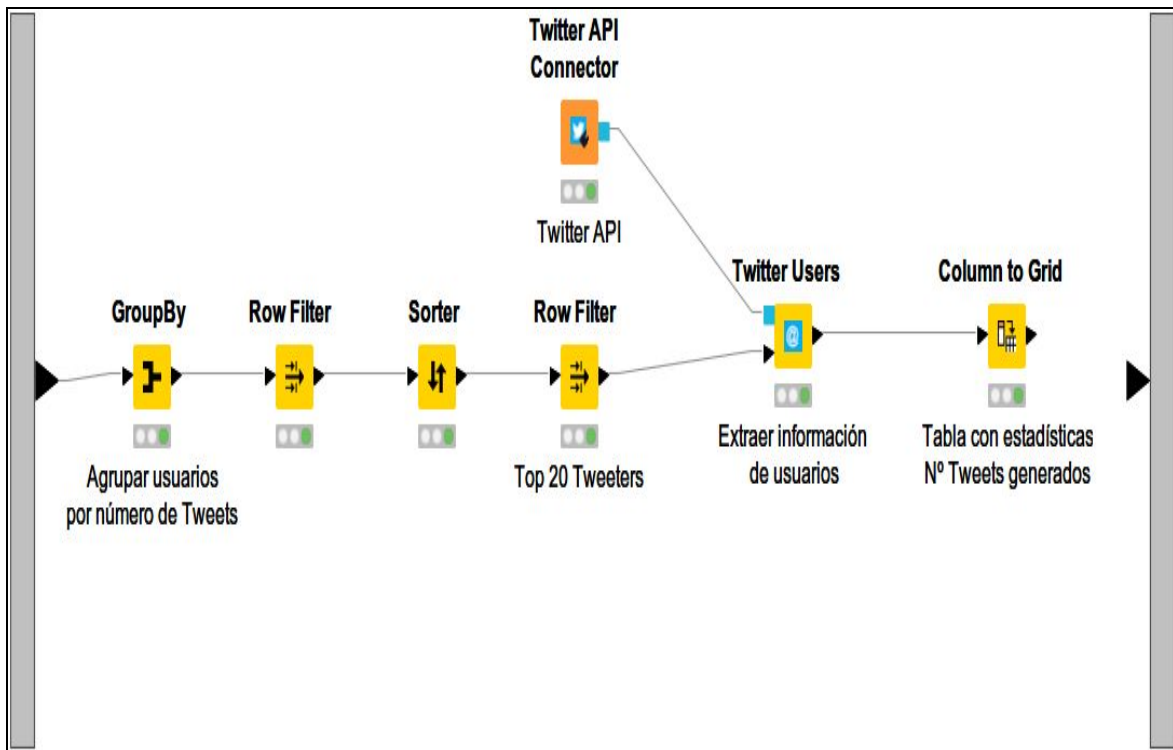 Twitter API
Connector
Twitter API
GroupBy
Row Filter
Sorter
Row Filter
Twitter Users
Column to Grid
Agrupar usuarios
por número de Tweets
Top 20 Tweeters
Extraer información
de usuarios
Tabla con estadísticas
Nº Tweets generados